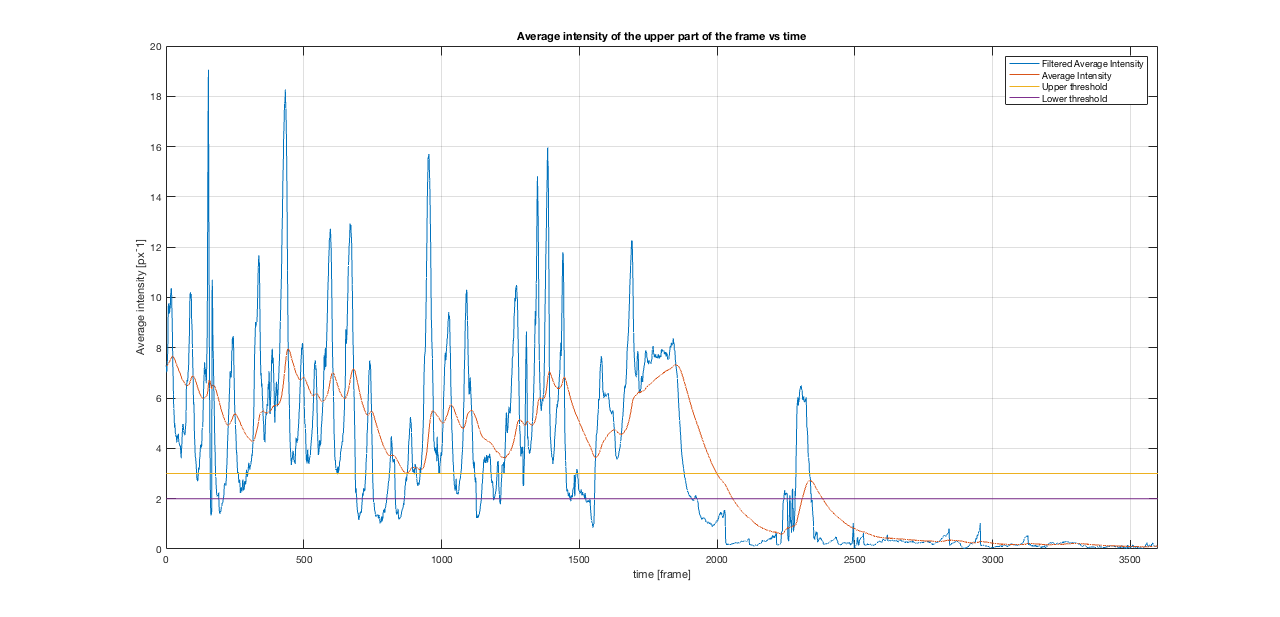 Average intensity of the upper part of the frame vs time
20
18
16
14
12
10
8
6
4
2
0
Average intensity [px^-1]
Filtered Average Intensity
Average Intensity
Upper threshold
Lower threshold
0 500 1000 1500 2000 2500 3000 3500
time [frame]